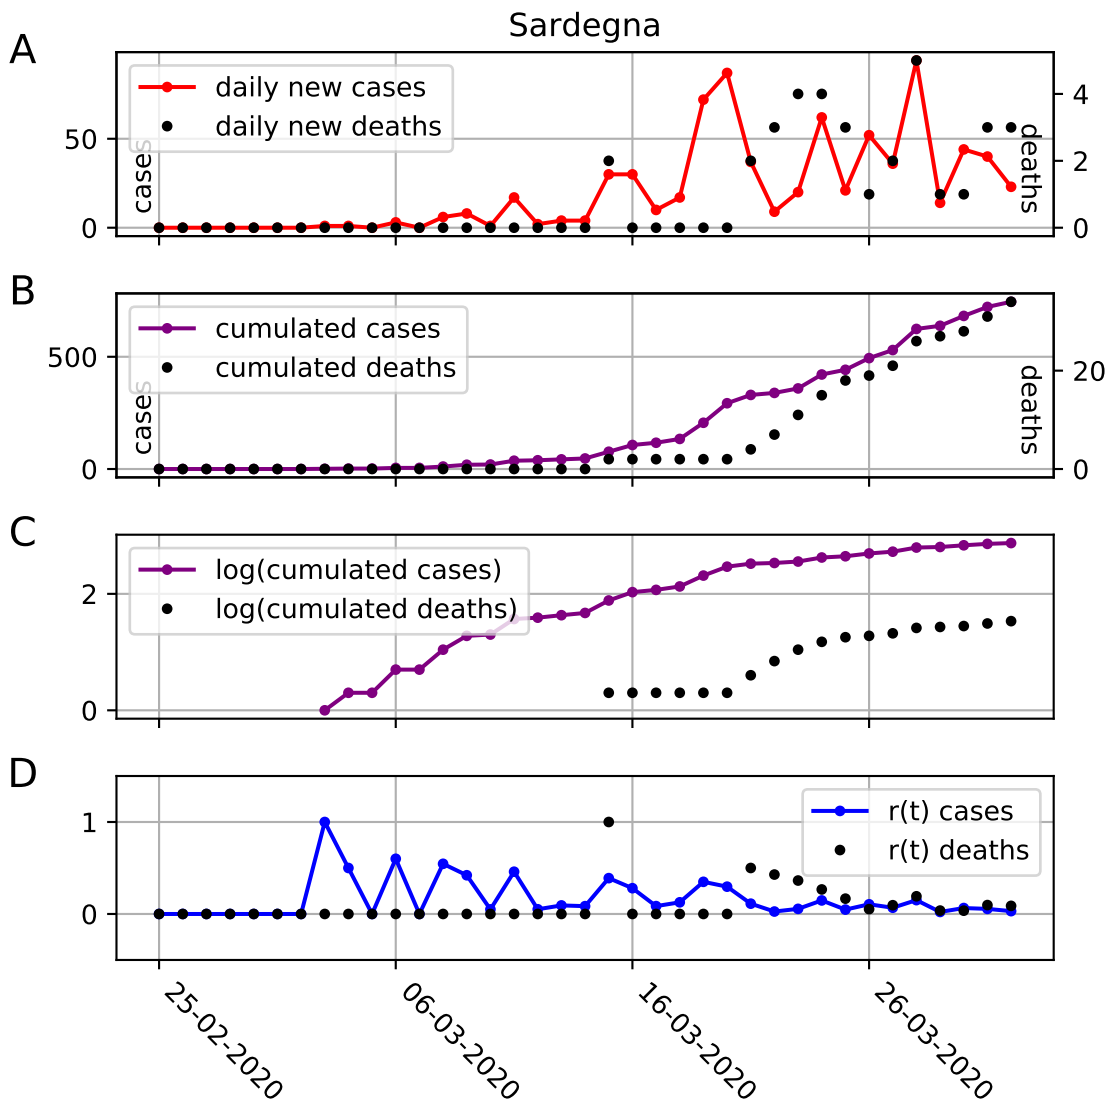 Sardegna
A
daily new cases
daily new deaths
50
0
cases
4
2
0
deaths
B
cumulated cases
cumulated deaths
500
0
cases
20
0
deaths
C
log(cumulated cases)
log(cumulated deaths)
2
0
D
r(t) cases
r(t) deaths
1
0
25-02-2020
06-03-2020
16-03-2020
26-03-2020